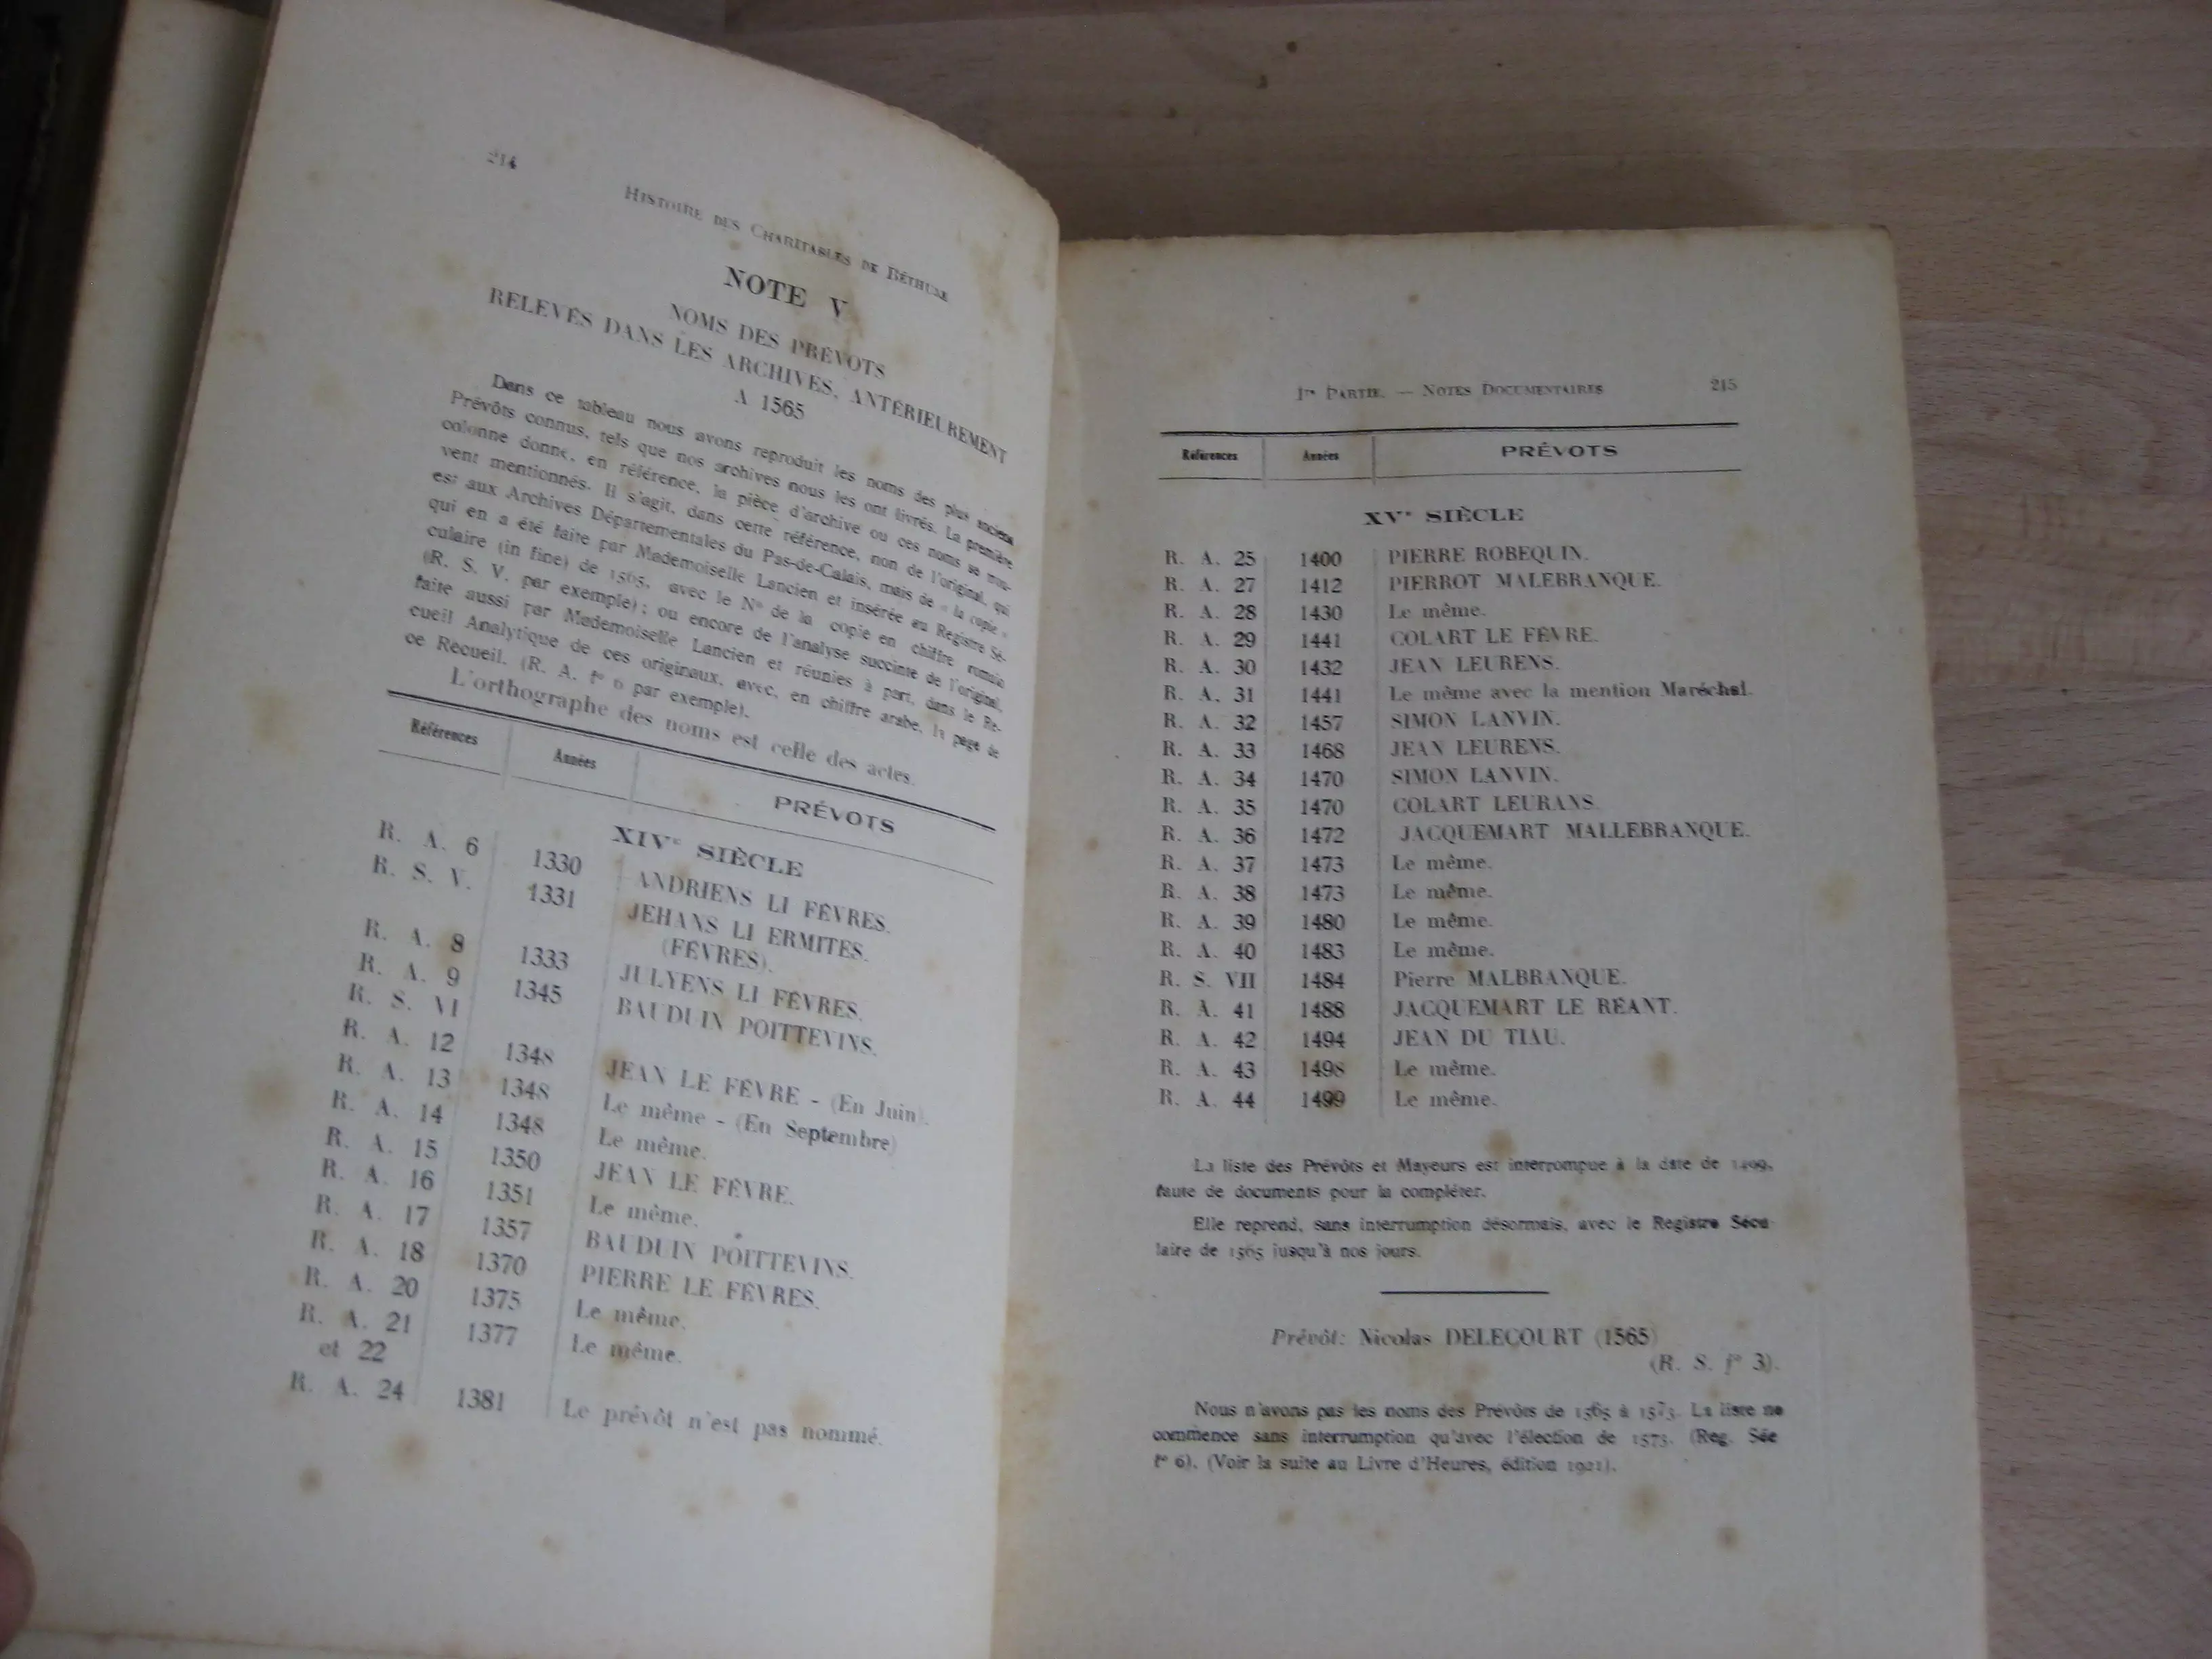 214
HISTOIRE DES CHARITABLES DE BÉTHUNE
NOTE V
NOMS DES PRÉVOTS
RELEVÉS DANS LES ARCHIVES, ANTÉRIEUREMENT
A 1565
Dans ce tableau nous avons reproduit les noms des plus anciens
Prévôts connus, tels que nos archives nous les ont livrés. La première
colonne donne, en référence, la pièce d'archive ou ces noms se trou-
vent mentionnés. Il s'agit, dans cette référence, non de l'original, qui
est aux Archives Départementales du Pas-de-Calais, mais de « la copie »
qui en a été faite par Mademoiselle Lancien et insérée au Registre Sé-
culaire (in fine) de 1565, avec le N° de la copie en chiffre romain
(R. S. V. par exemple) ; ou encore de l'analyse succinte de l'original,
faite aussi par Mademoiselle Lancien et réunies à part, dans le Re-
cueil Analytique de ces originaux, avec, en chiffre arabe, la page de
ce Recueil. (R. A. f° 6 par exemple).
L'orthographe des noms est celle des actes.
Références Années PRÉVOTS
XIVe SIÈCLE
R. A. 6 1330 ANDRIENS LI FÉVRES.
R. S. V. 1331 JEHANS LI ERMITES.
(FÉVRES).
R. A. 8 1333 JULYENS LI FÉVRES.
R. A. 9 1345 BAUDUIN POITTEVINS.
R. S. VI
R. A. 12 1348 JEAN LE FÉVRE - (En Juin).
R. A. 13 1348 Le même - (En Septembre)
R. A. 14 1348 Le même.
R. A. 15 1350 JEAN LE FÉVRE.
R. A. 16 1351 Le même.
R. A. 17 1357 BAUDUIN POITTEVINS.
R. A. 18 1370 PIERRE LE FÉVRES.
R. A. 20 1375 Le même.
R. A. 21 1377 Le même.
et 22
R. A. 24 1381 Le prévôt n'est pas nommé.
1re PARTIE. — NOTES DOCUMENTAIRES 215
Références Années PRÉVOTS
XVe SIÈCLE
R. A. 25 1400 PIERRE ROBEQUIN.
R. A. 27 1412 PIERROT MALEBRANQUE.
R. A. 28 1430 Le même.
R. A. 29 1441 COLART LE FÉVRE.
R. A. 30 1432 JEAN LEURENS.
R. A. 31 1441 Le même avec la mention Maréchal.
R. A. 32 1457 SIMON LANVIN.
R. A. 33 1468 JEAN LEURENS.
R. A. 34 1470 SIMON LANVIN.
R. A. 35 1470 COLART LEURANS.
R. A. 36 1472 JACQUEMART MALLEBRANQUE.
R. A. 37 1473 Le même.
R. A. 38 1473 Le même.
R. A. 39 1480 Le même.
R. A. 40 1483 Le même.
R. S. VII 1484 Pierre MALBRANQUE.
R. A. 41 1488 JACQUEMART LE RÉANT.
R. A. 42 1494 JEAN DU TIAU.
R. A. 43 1498 Le même.
R. A. 44 1499 Le même.
La liste des Prévôts et Mayeurs est interrompue à la date de 1499,
faute de documents pour la compléter.
Elle reprend, sans interruption désormais, avec le Registre Sécu-
laire de 1565 jusqu'à nos jours.
Prévôt: Nicolas DELECOURT (1565)
(R. S. f° 3).
Nous n'avons pas les noms des Prévôts de 1565 à 1573. La liste ne
commence sans interruption qu'avec l'élection de 1573. (Reg. Sée
f° 6). (Voir la suite au Livre d'Heures, édition 1921).